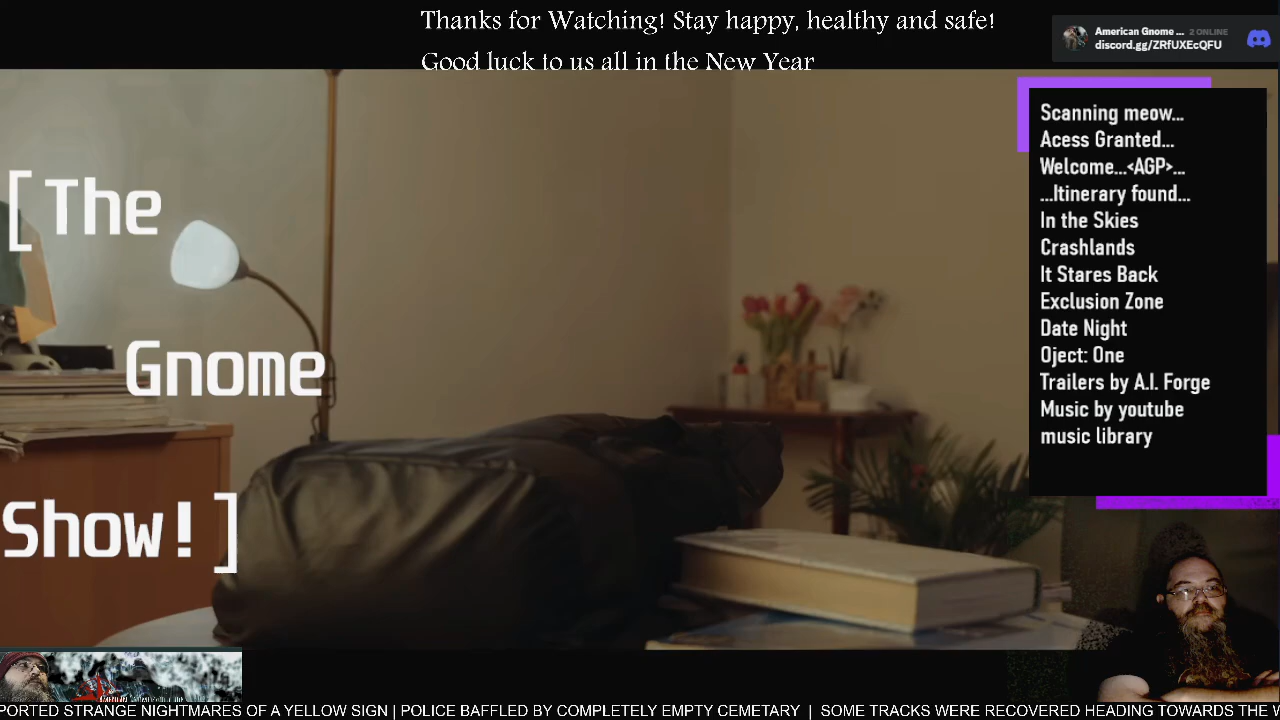 Thanks for Watching! Stay happy, healthy and safe!
Good luck to us all in the New Year
American Gnome ... 2 ONLINE
discord.gg/ZRfUXEcQFU
[The
Gnome
Show!]
Scanning meow...
Acess Granted...
Welcome...<AGP>...
...Itinerary found...
In the Skies
Crashlands
It Stares Back
Exclusion Zone
Date Night
Oject: One
Trailers by A.I. Forge
Music by youtube
music library
PORTED STRANGE NIGHTMARES OF A YELLOW SIGN | POLICE BAFFLED BY COMPLETELY EMPTY CEMETARY | SOME TRACKS WERE RECOVERED HEADING TOWARDS THE W